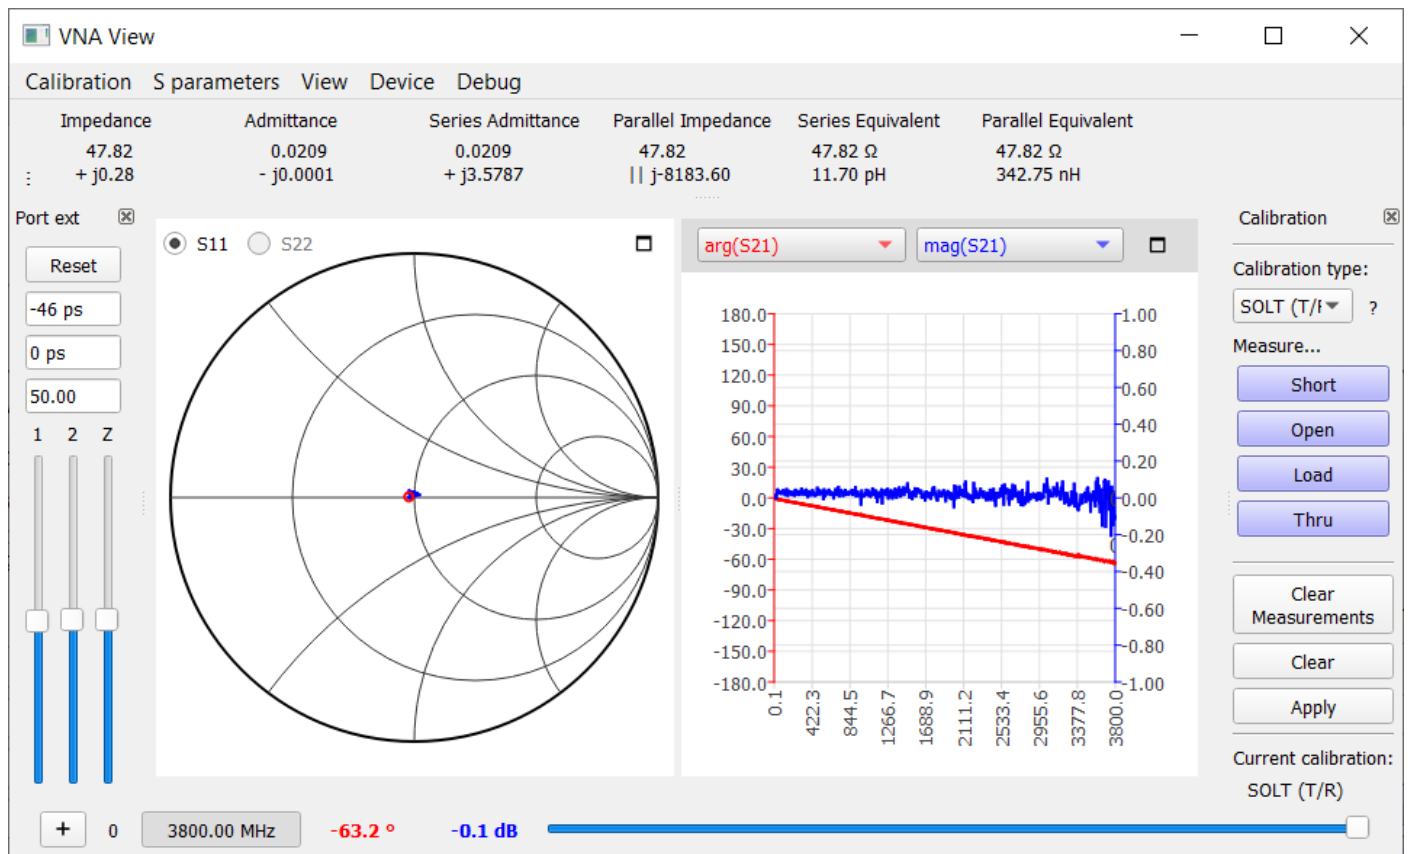 VNA View
Calibration S parameters View Device Debug
Impedance Admittance Series Admittance Parallel Impedance Series Equivalent Parallel Equivalent
47.82 0.0209 0.0209 47.82 47.82 Ω 47.82 Ω
+ j0.28 - j0.0001 + j3.5787 || j-8183.60 11.70 pH 342.75 nH
Port ext
Reset
-46 ps
0 ps
50.00
1 2 Z
S11 S22
arg(S21) mag(S21)
180.0
150.0
120.0
90.0
60.0
30.0
0.0
-30.0
-60.0
-90.0
-120.0
-150.0
-180.0
1.00
0.80
0.60
0.40
0.20
0.00
-0.20
-0.40
-0.60
-0.80
-1.00
0.1
422.3
844.5
1266.7
1688.9
2111.2
2533.4
2955.6
3377.8
3800.0
Calibration
Calibration type:
SOLT (T/ ?
Measure...
Short
Open
Load
Thru
Clear
Measurements
Clear
Apply
Current calibration:
SOLT (T/R)
+ 0 3800.00 MHz -63.2 º -0.1 dB